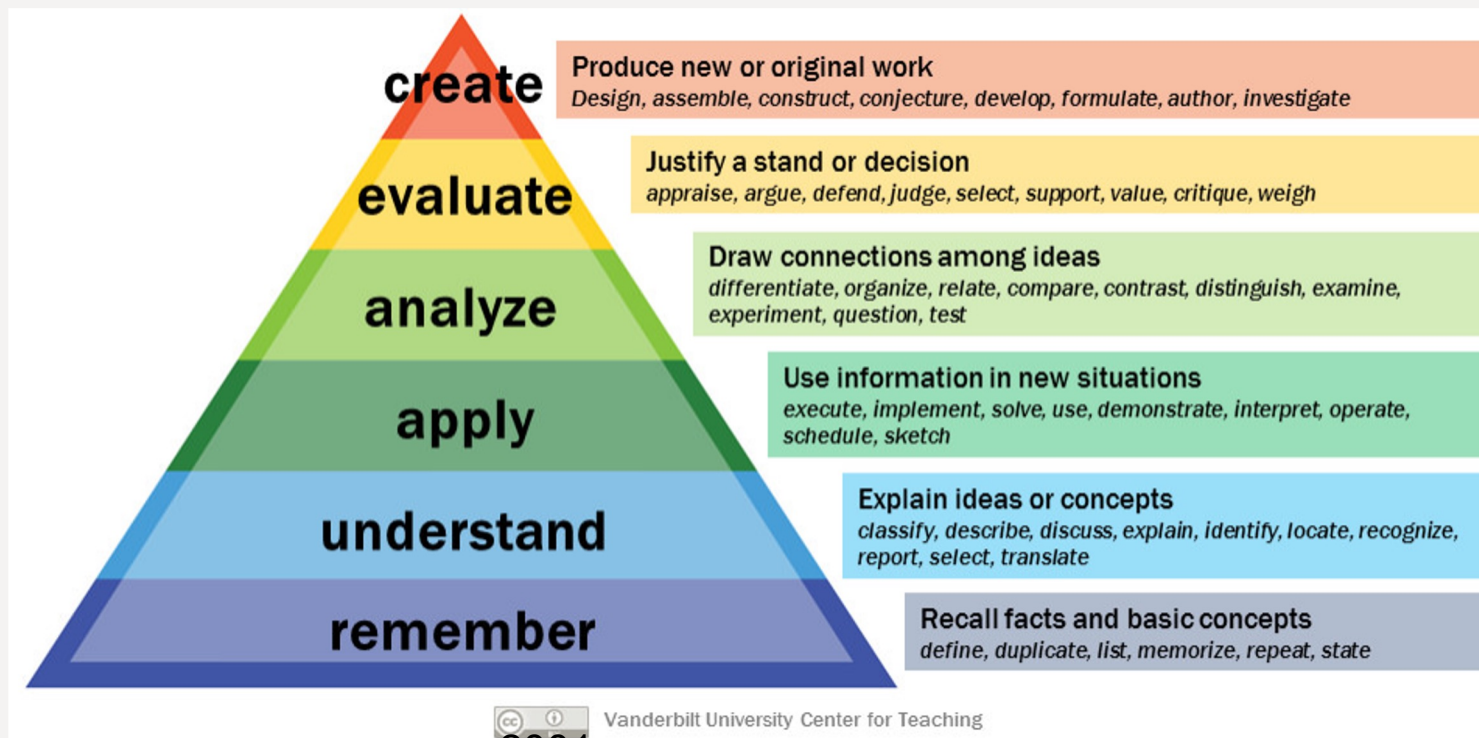 create
Produce new or original work
Design, assemble, construct, conjecture, develop, formulate, author, investigate
evaluate
Justify a stand or decision
appraise, argue, defend, judge, select, support, value, critique, weigh
analyze
Draw connections among ideas
differentiate, organize, relate, compare, contrast, distinguish, examine,
experiment, question, test
apply
Use information in new situations
execute, implement, solve, use, demonstrate, interpret, operate,
schedule, sketch
understand
Explain ideas or concepts
classify, describe, discuss, explain, identify, locate, recognize,
report, select, translate
remember
Recall facts and basic concepts
define, duplicate, list, memorize, repeat, state
cc
Vanderbilt University Center for Teaching